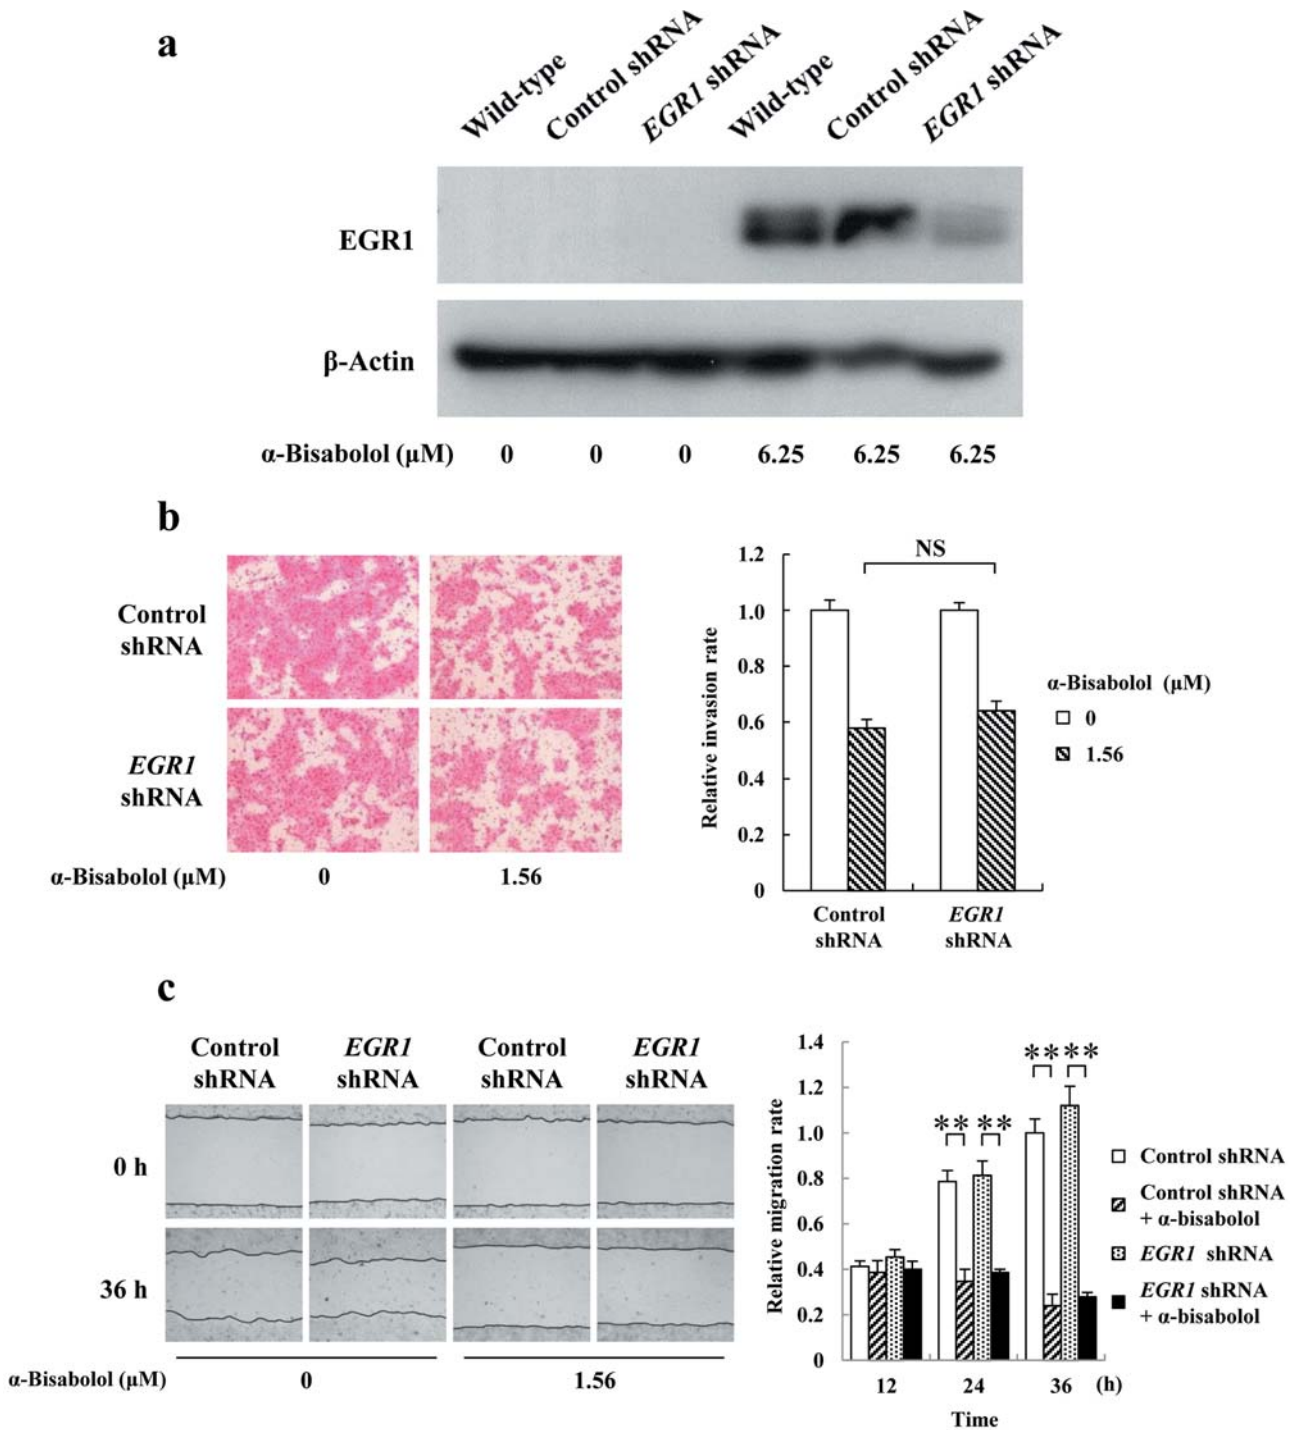 a
Wild-type
Control shRNA
EGR1 shRNA
Wild-type
Control shRNA
EGR1 shRNA
EGR1
β-Actin
α-Bisabolol (μM) 0 0 0 6.25 6.25 6.25
b
Control
shRNA
EGR1
shRNA
α-Bisabolol (μM) 0 1.56
NS
1.2
1.0
0.8
0.6
0.4
0.2
0
Relative invasion rate
Control
shRNA
EGR1
shRNA
α-Bisabolol (μM)
0
1.56
c
Control
shRNA
EGR1
shRNA
Control
shRNA
EGR1
shRNA
0 h
36 h
α-Bisabolol (μM) 0 1.56
1.4
1.2
1.0
0.8
0.6
0.4
0.2
0
Relative migration rate
** **
** **
12 24 36 (h)
Time
Control shRNA
Control shRNA
+ α-bisabolol
EGR1 shRNA
EGR1 shRNA
+ α-bisabolol